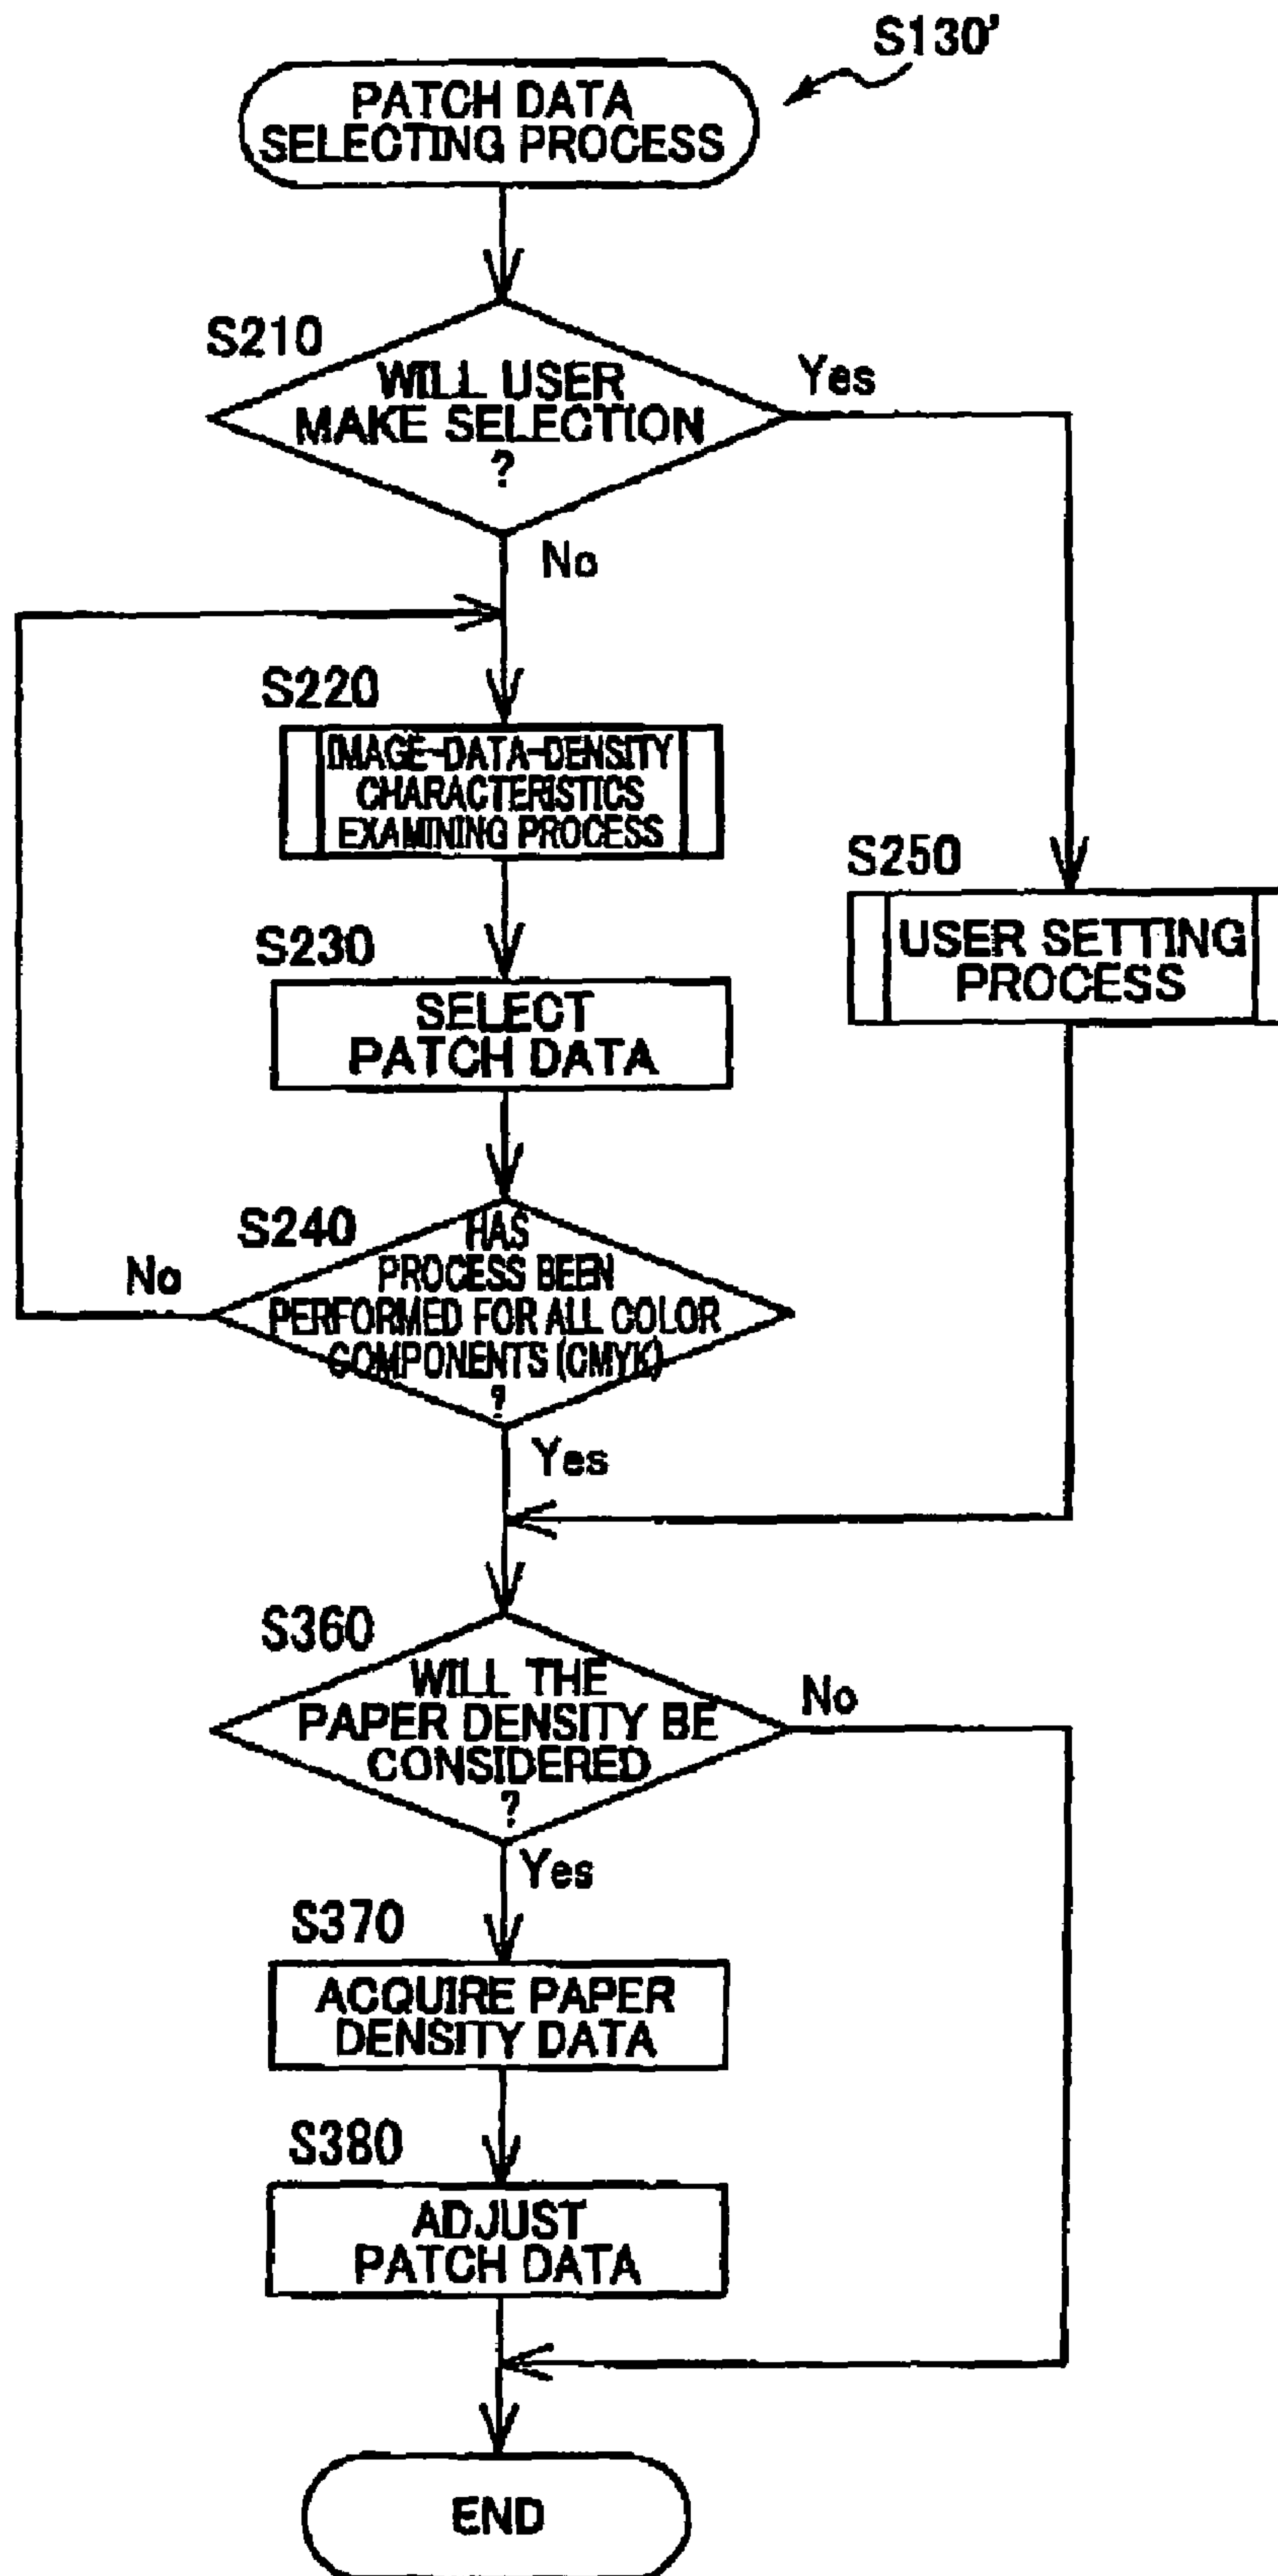 S130'
PATCH DATA
SELECTING PROCESS
S210
WILL USER
MAKE SELECTION
?
Yes
No
S220
IMAGE-DATA-DENSITY
CHARACTERISTICS
EXAMINING PROCESS
S250
USER SETTING
PROCESS
S230
SELECT
PATCH DATA
S240
HAS
PROCESS BEEN
PERFORMED FOR ALL COLOR
COMPONENTS (CMYK)
?
No
Yes
S360
WILL THE
PAPER DENSITY BE
CONSIDERED
?
No
Yes
S370
ACQUIRE PAPER
DENSITY DATA
S380
ADJUST
PATCH DATA
END